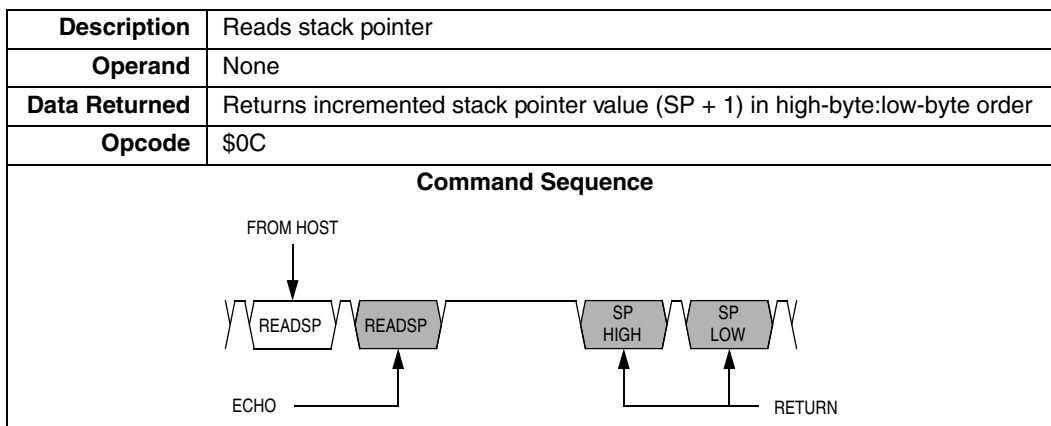 Description Reads stack pointer
Operand None
Data Returned Returns incremented stack pointer value (SP + 1) in high-byte:low-byte order
Opcode $0C
Command Sequence
FROM HOST
READSP READSP SP HIGH SP LOW
ECHO RETURN